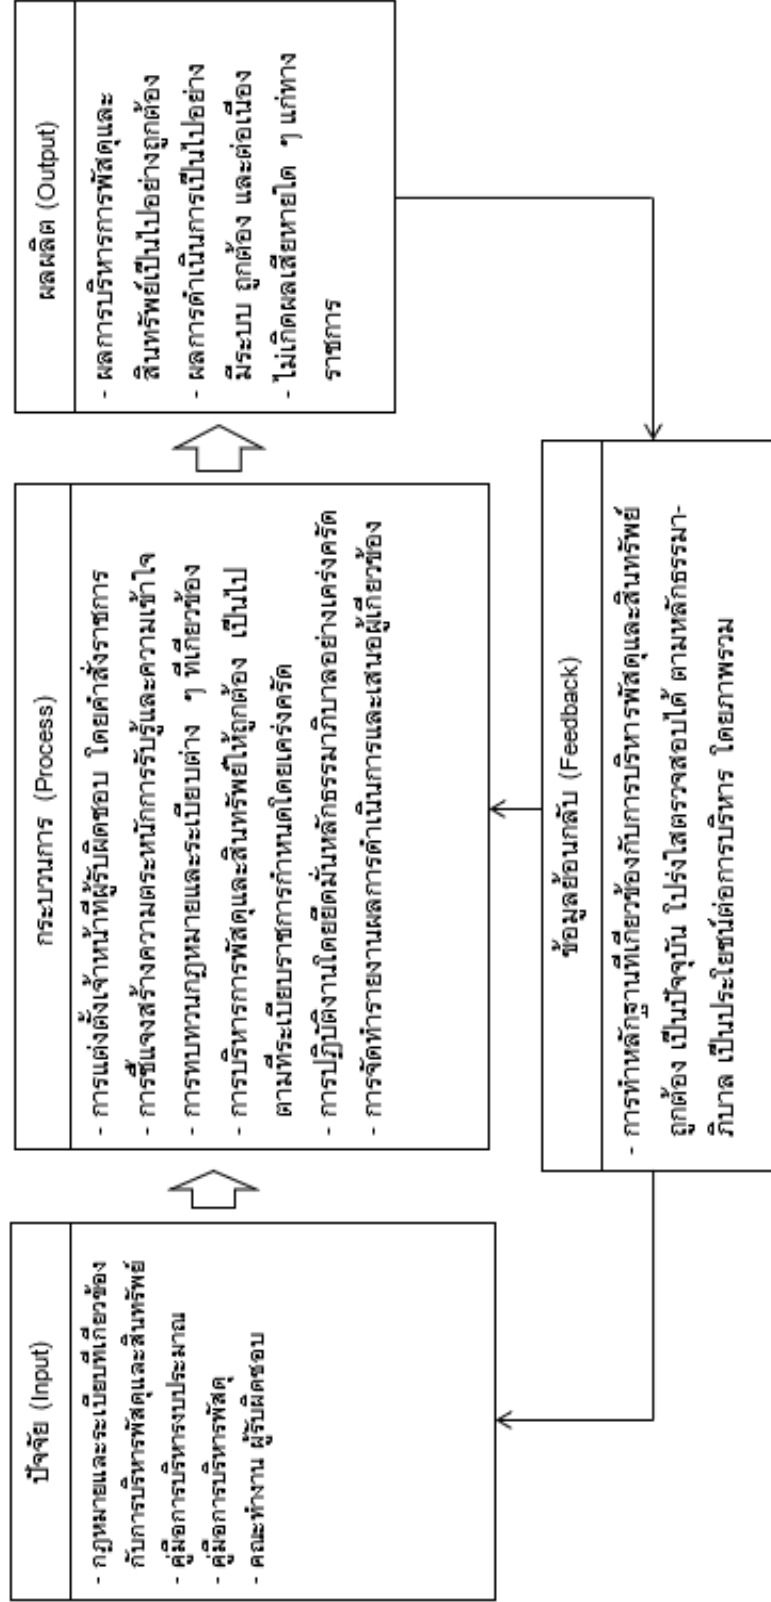 ปัจจัย (Input)
- กฎหมายและระเบียบที่เกี่ยวข้อง
กับการบริหารพัสดุและสินทรัพย์
- คู่มือการบริหารงบประมาณ
- คู่มือการบริหารพัสดุ
- คณะทำงาน ผู้รับผิดชอบ
กระบวนการ (Process)
- การแต่งตั้งเจ้าหน้าที่ผู้รับผิดชอบ โดยคำสั่งราชการ
- การชี้แจงสร้างความตระหนักการรับรู้และความเข้าใจ
- การทบทวนกฎหมายและระเบียบต่าง ๆ ที่เกี่ยวข้อง
- การบริหารการพัสดุและสินทรัพย์ให้ถูกต้อง เป็นไป
ตามที่ระเบียบราชการกำหนดโดยเคร่งครัด
- การปฏิบัติงานโดยยึดมั่นหลักธรรมาภิบาลอย่างเคร่งครัด
- การจัดทำรายงานผลการดำเนินการและเสนอผู้เกี่ยวข้อง
ผลผลิต (Output)
- ผลการบริหารการพัสดุและ
สินทรัพย์เป็นไปอย่างถูกต้อง
- ผลการดำเนินการเป็นไปอย่าง
มีระบบ ถูกต้อง และต่อเนื่อง
- ไม่เกิดผลเสียหายใด ๆ แก่ทาง
ราชการ
ข้อมูลย้อนกลับ (Feedback)
- การทำหลักฐานที่เกี่ยวข้องกับการบริหารพัสดุและสินทรัพย์
ถูกต้อง เป็นปัจจุบัน โปร่งใสตรวจสอบได้ ตามหลักธรรมา-
ภิบาล เป็นประโยชน์ต่อการบริหาร โดยภาพรวม